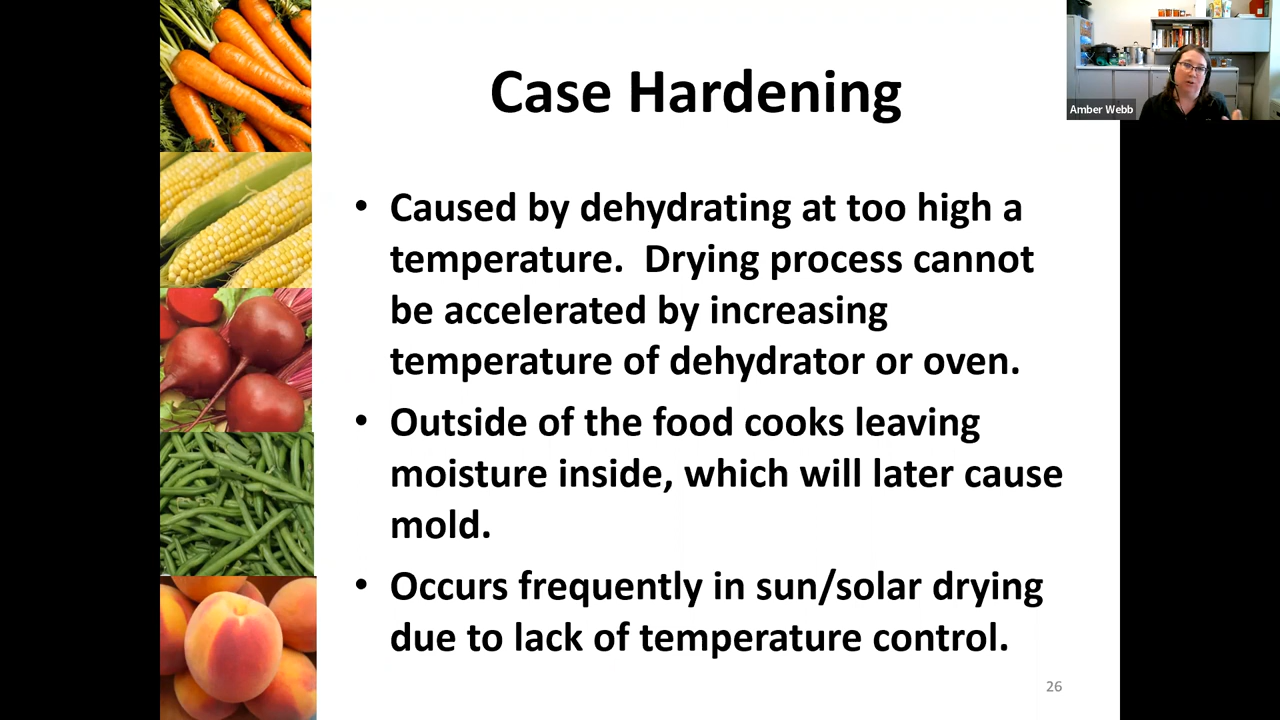 Case Hardening
Amber Webb
• Caused by dehydrating at too high a
temperature.  Drying process cannot
be accelerated by increasing
temperature of dehydrator or oven.
• Outside of the food cooks leaving
moisture inside, which will later cause
mold.
• Occurs frequently in sun/solar drying
due to lack of temperature control.
26